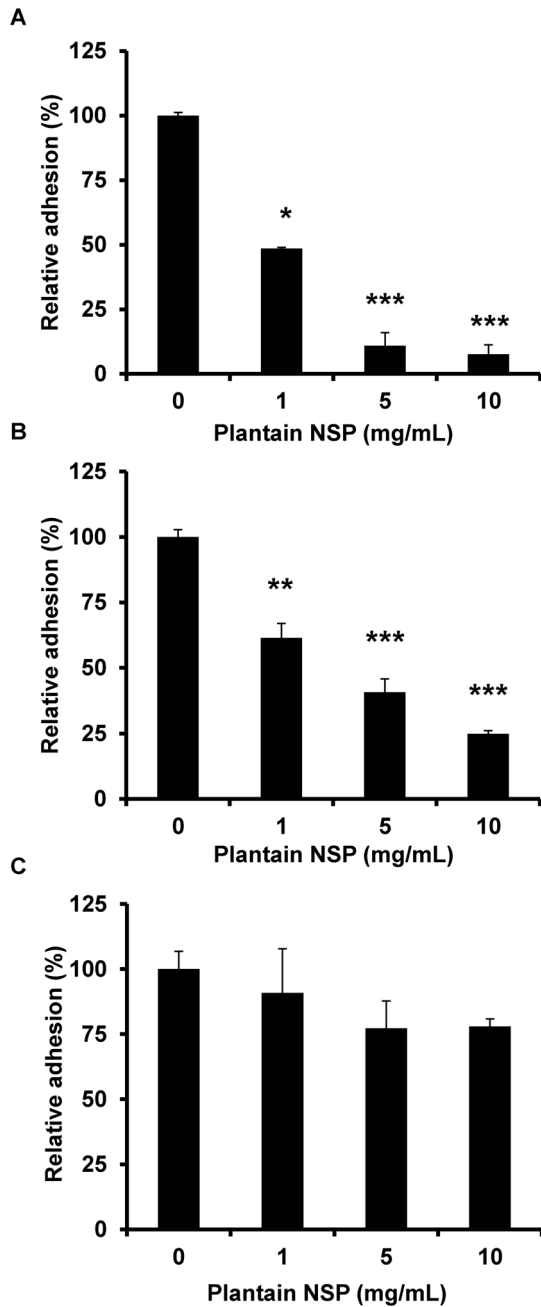 A
Relative adhesion (%)
125
100
75
50
25
0
*
***
***
0 1 5 10
Plantain NSP (mg/mL)
B
Relative adhesion (%)
125
100
75
50
25
0
**
***
***
0 1 5 10
Plantain NSP (mg/mL)
C
Relative adhesion (%)
125
100
75
50
25
0
0 1 5 10
Plantain NSP (mg/mL)